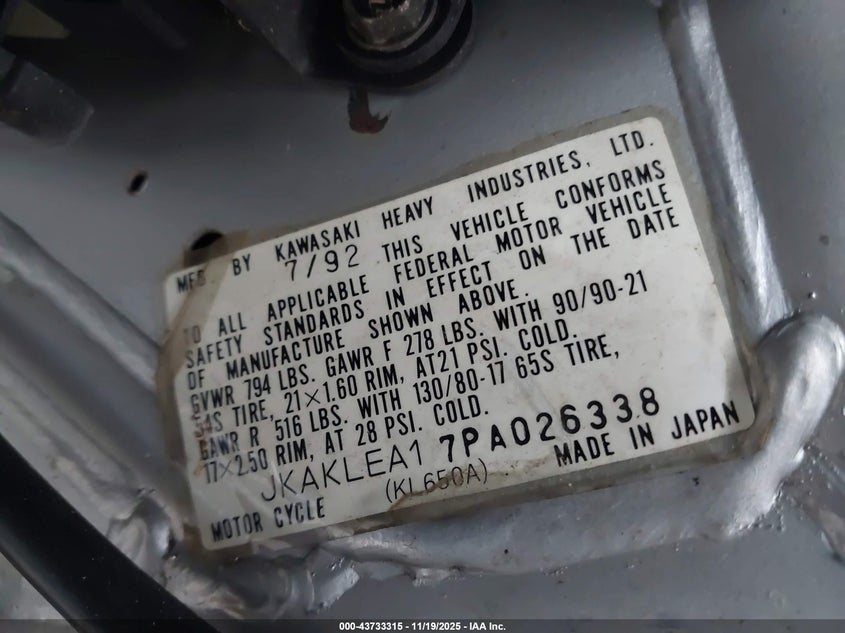 MFD BY KAWASAKI HEAVY INDUSTRIES, LTD.
7/92 THIS VEHICLE CONFORMS
TO ALL APPLICABLE FEDERAL MOTOR VEHICLE
SAFETY STANDARDS IN EFFECT ON THE DATE
OF MANUFACTURE SHOWN ABOVE.
GVWR 794 LBS. GAWR F 278 LBS. WITH 90/90-21
54S TIRE, 21×1.60 RIM, AT21 PSI. COLD.
GAWR R 516 LBS. WITH 130/80-17 65S TIRE,
17×2.50 RIM, AT 28 PSI. COLD.
JKAKLEA1 7PA026338
MOTOR CYCLE (KL650A) MADE IN JAPAN
000-43733315 - 11/19/2025 - IAA Inc.